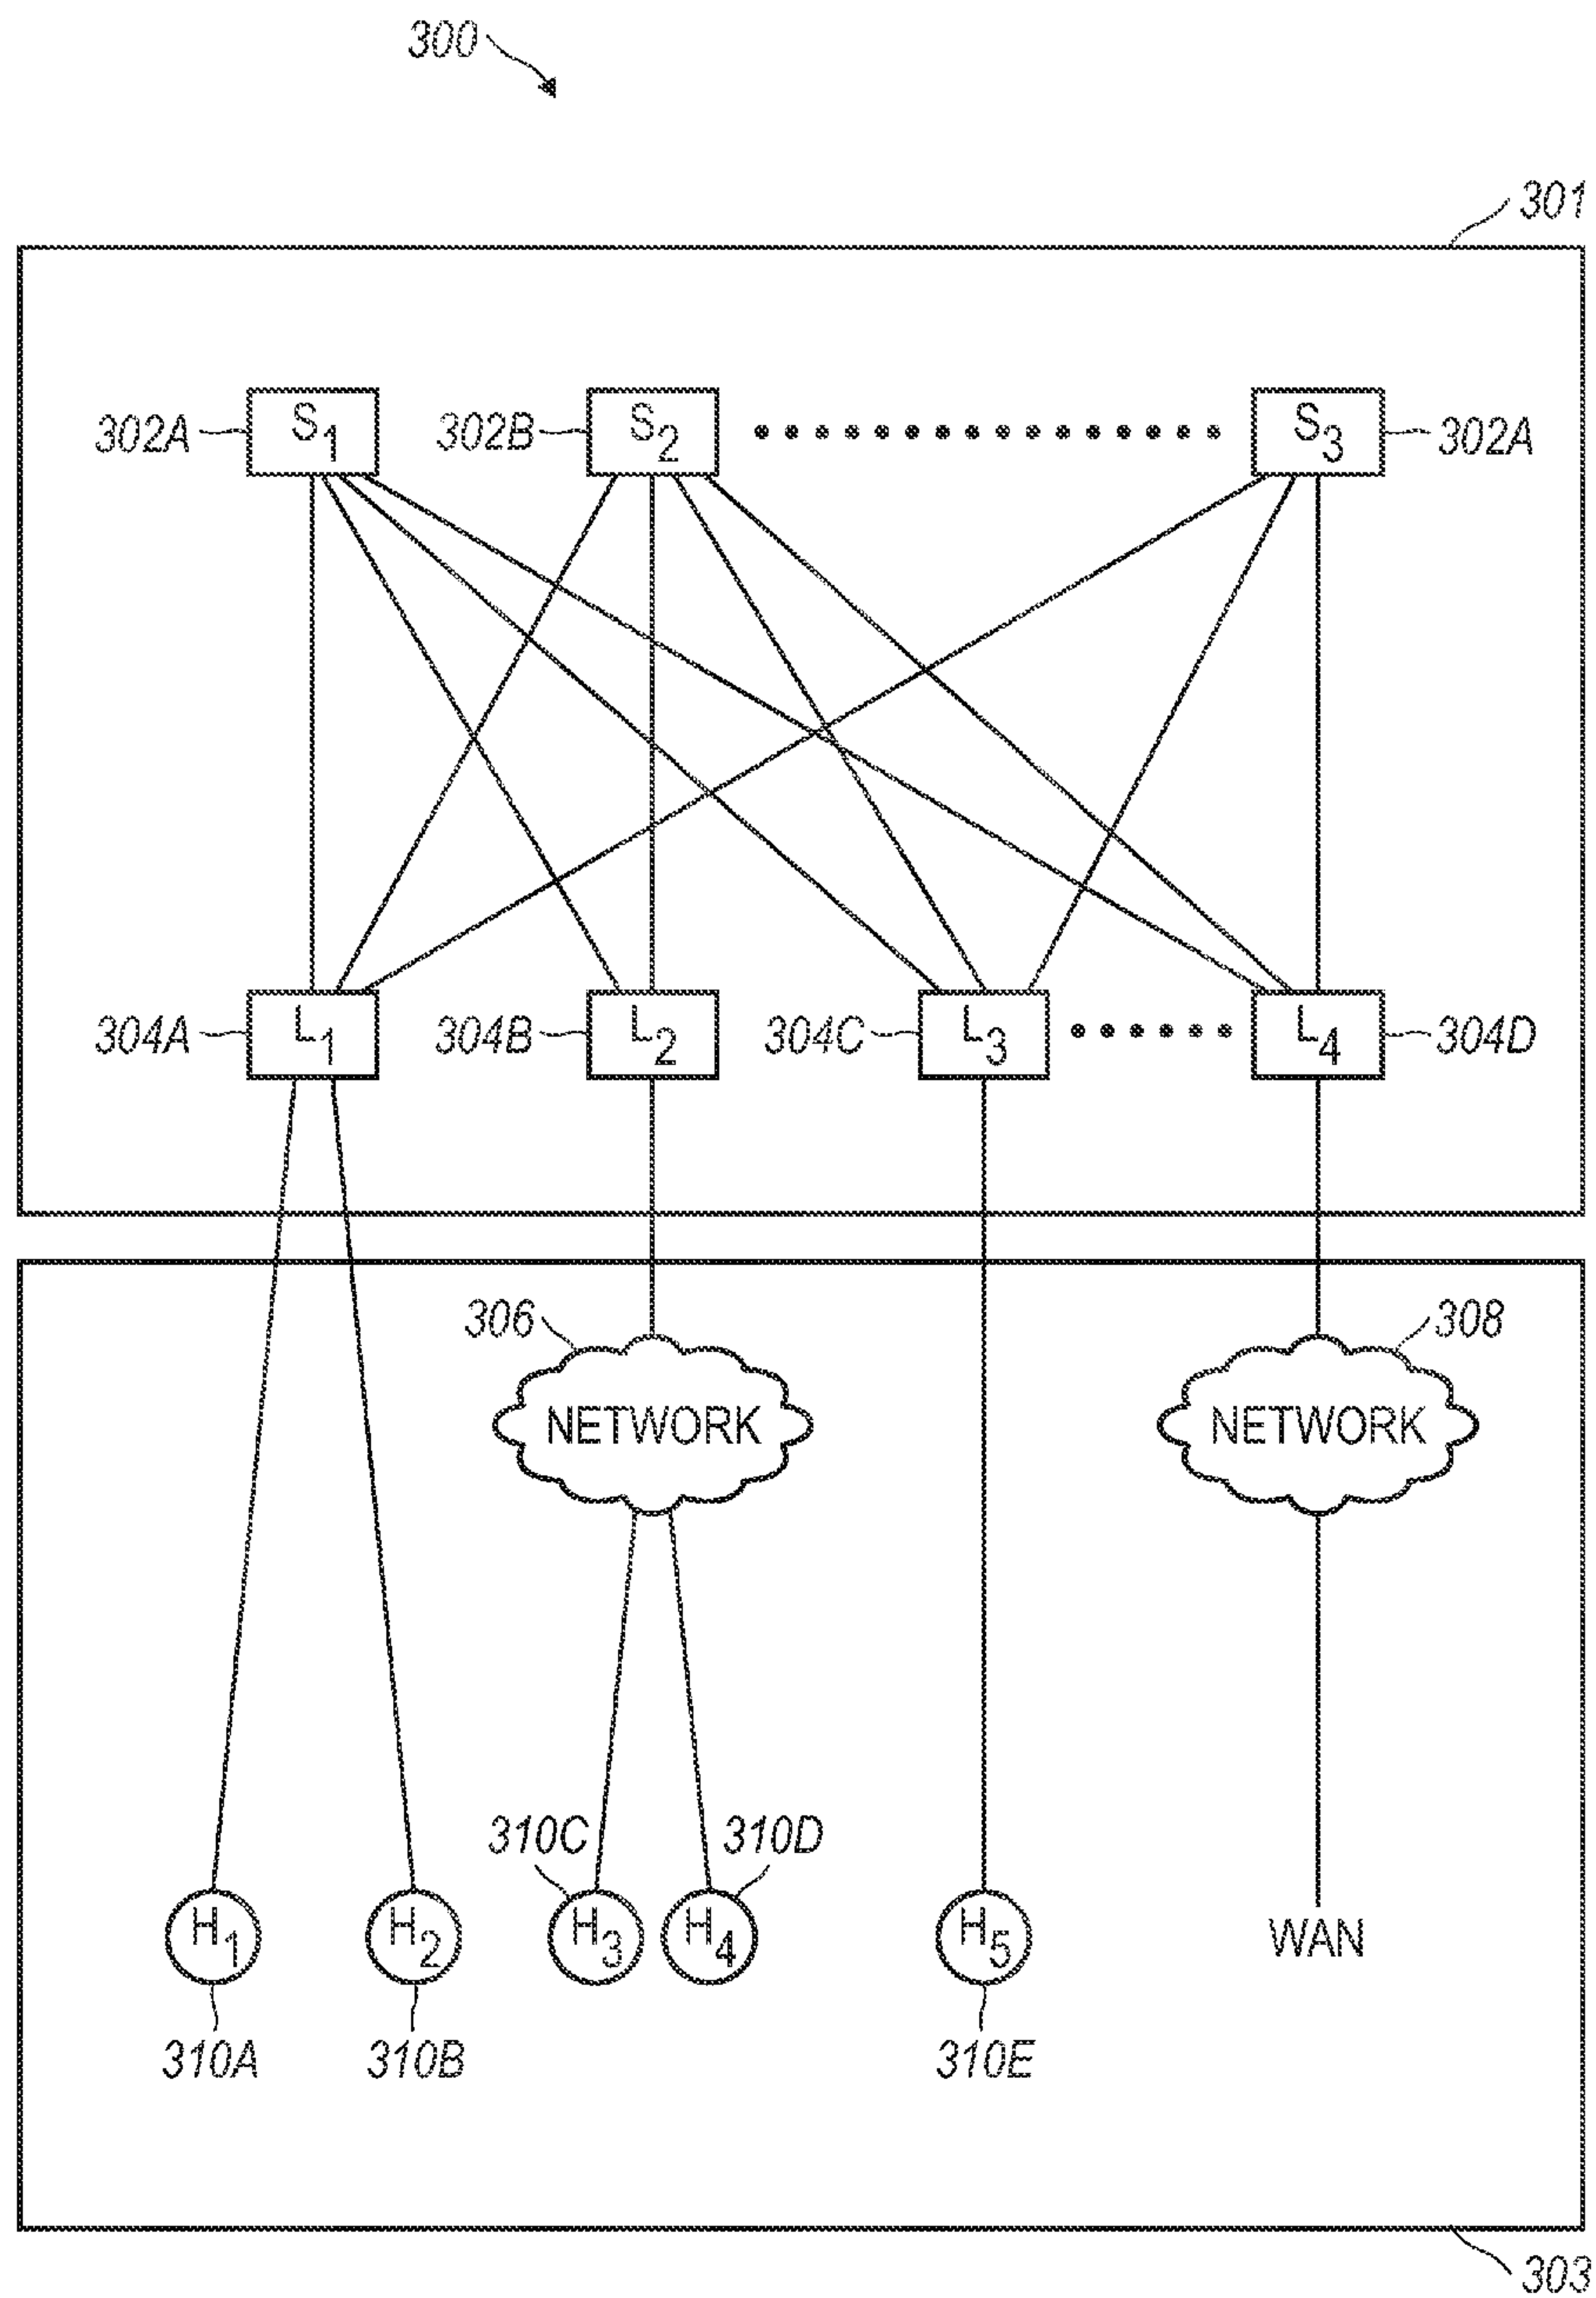 300
301
302A S1 302B S2 S3 302A
304A L1 304B L2 304C L3 L4 304D
306 308
NETWORK NETWORK
310C 310D
H1 H2 H3 H4 H5 WAN
310A 310B 310E
303